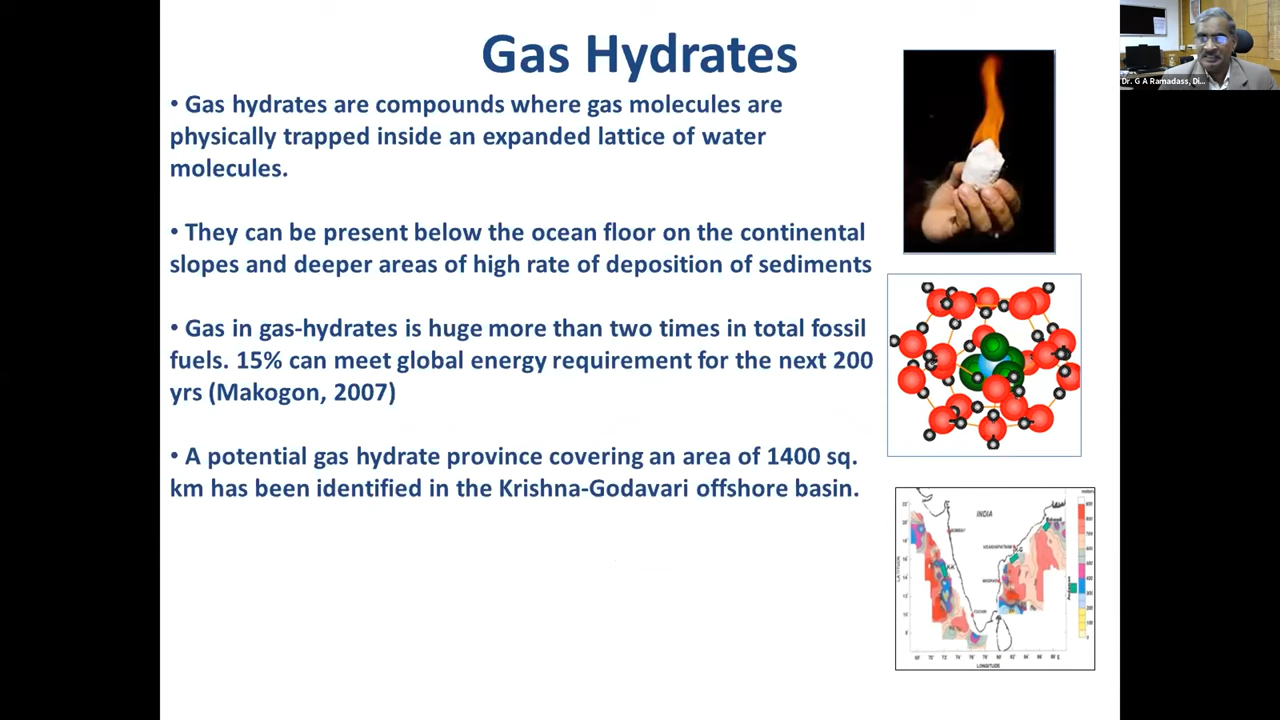 Gas Hydrates
• Gas hydrates are compounds where gas molecules are
physically trapped inside an expanded lattice of water
molecules.
• They can be present below the ocean floor on the continental
slopes and deeper areas of high rate of deposition of sediments
• Gas in gas-hydrates is huge more than two times in total fossil
fuels. 15% can meet global energy requirement for the next 200
yrs (Makogon, 2007)
• A potential gas hydrate province covering an area of 1400 sq.
km has been identified in the Krishna-Godavari offshore basin.
Dr. G A Ramadass, Di...
INDIA
LONGITUDE